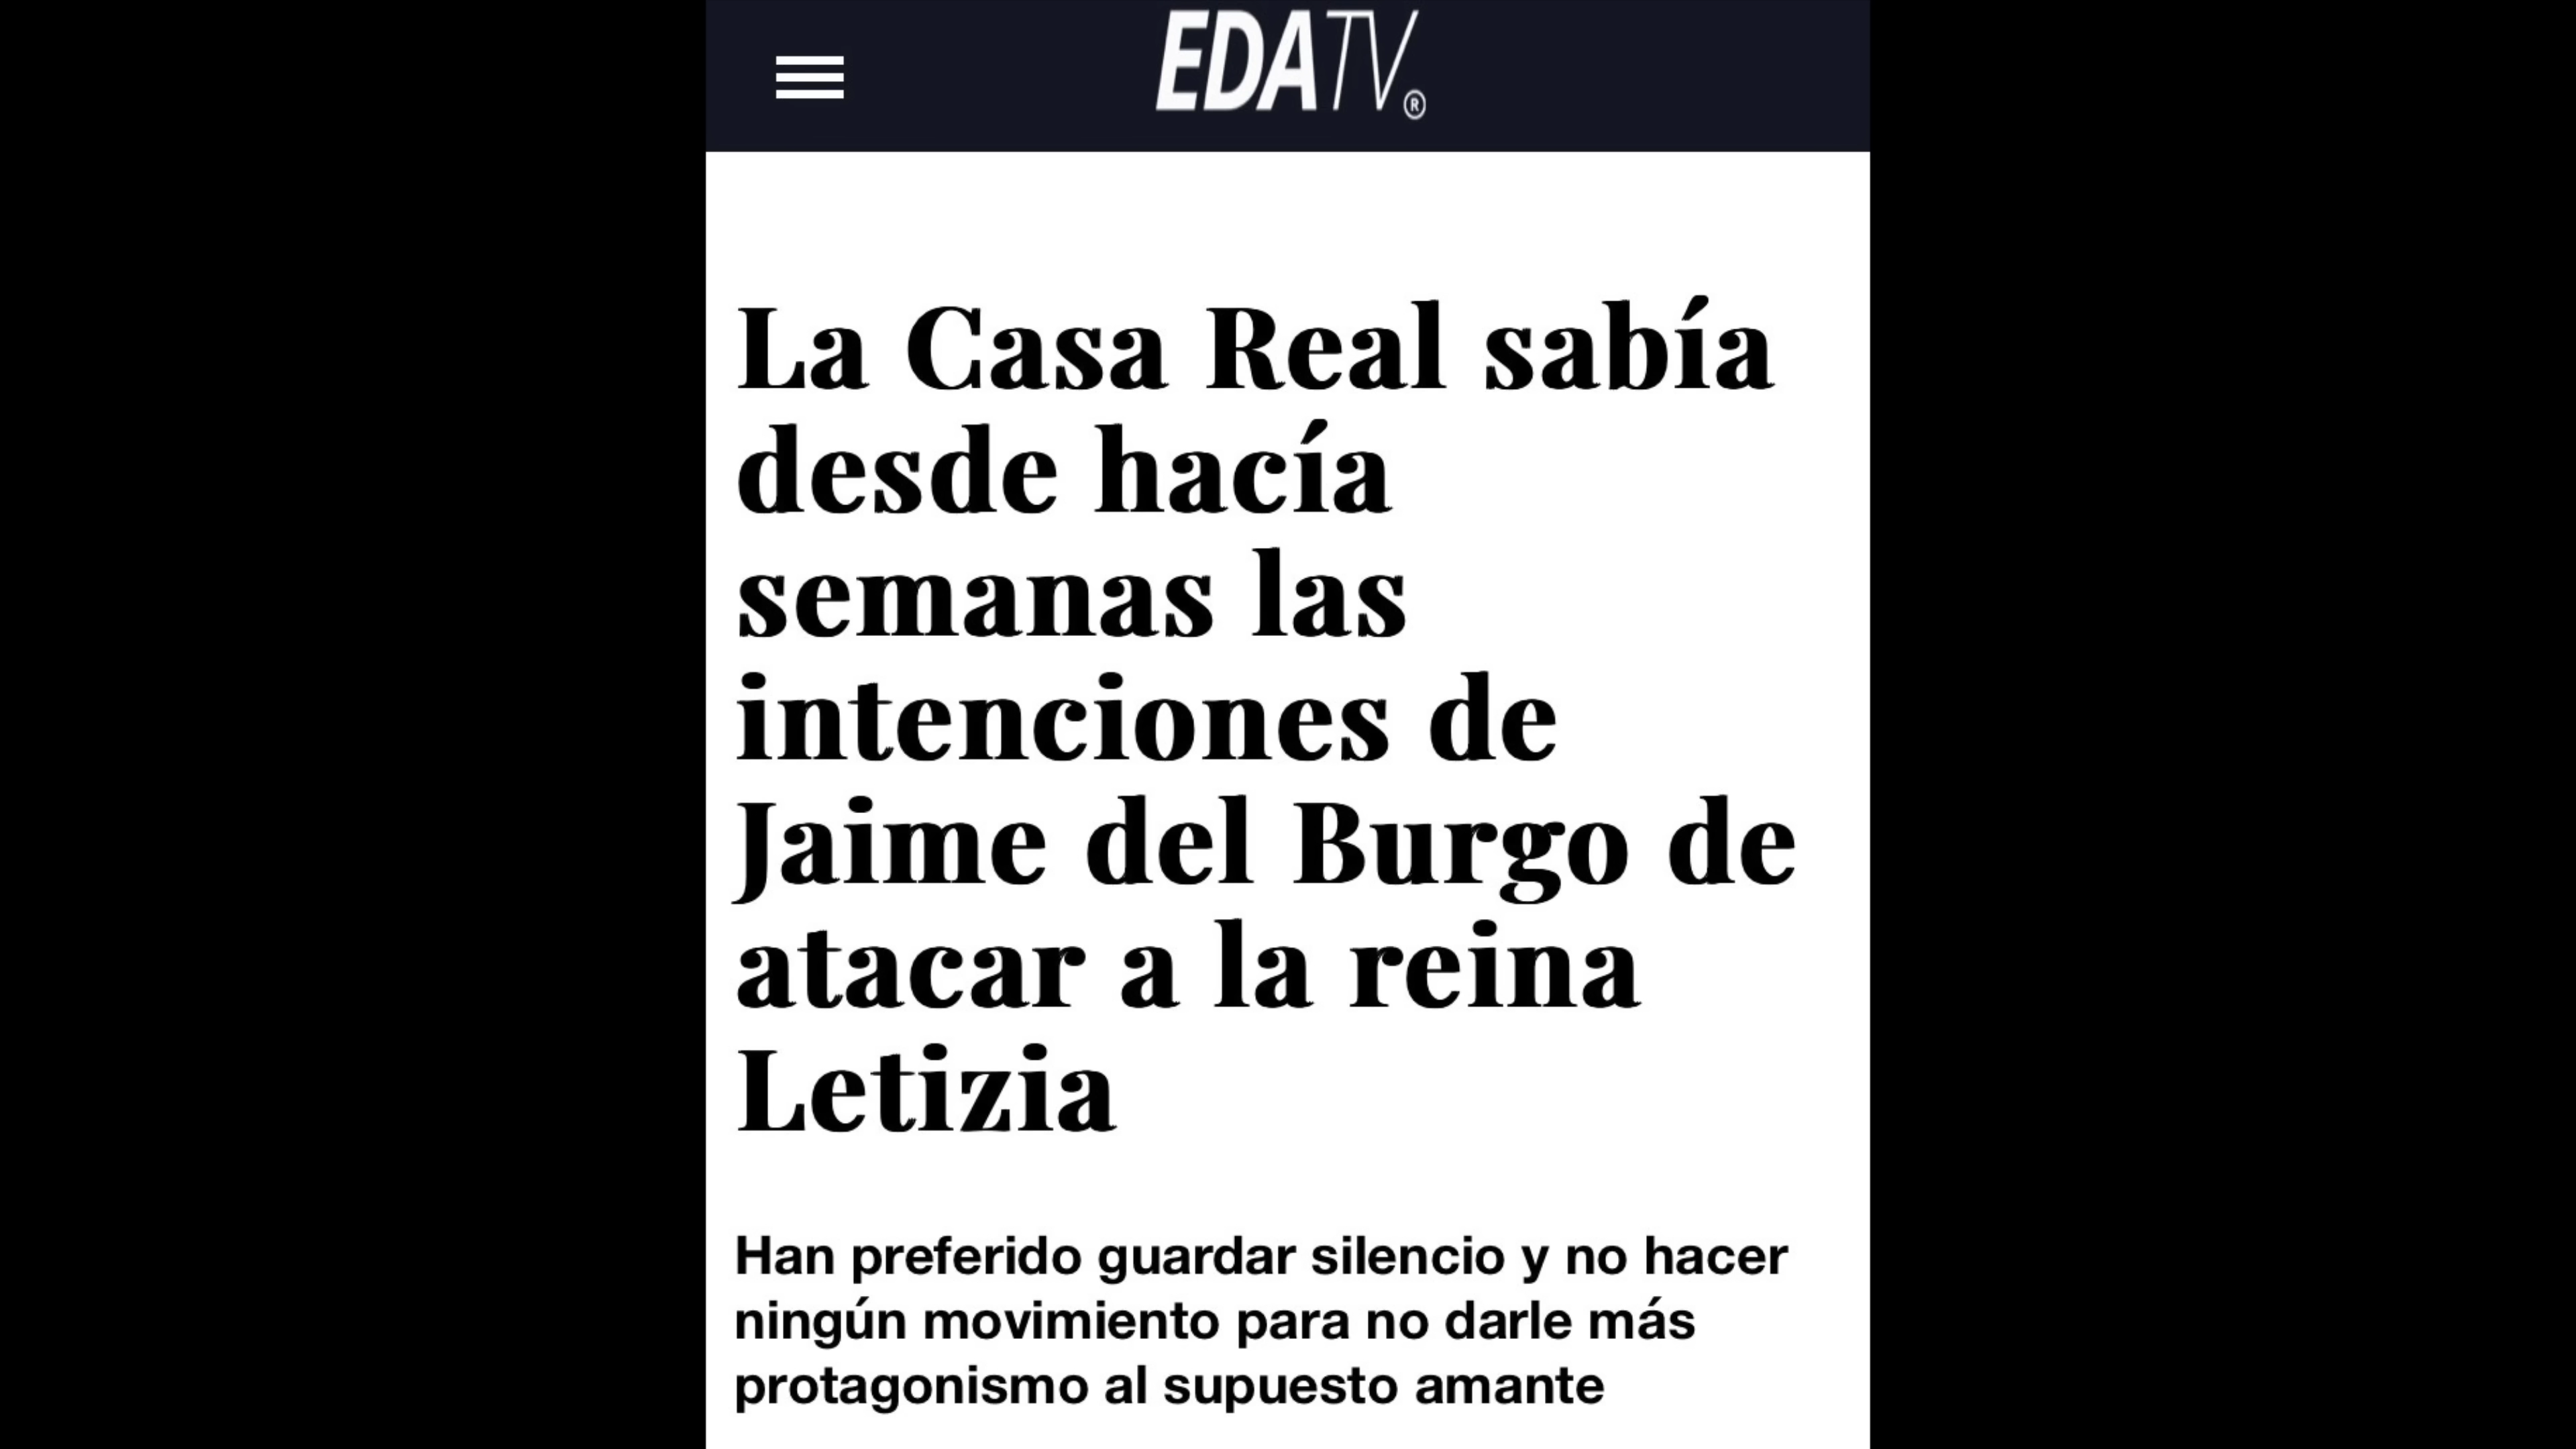 EDATV®
La Casa Real sabía
desde hacía
semanas las
intenciones de
Jaime del Burgo de
atacar a la reina
Letizia
Han preferido guardar silencio y no hacer
ningún movimiento para no darle más
protagonismo al supuesto amante